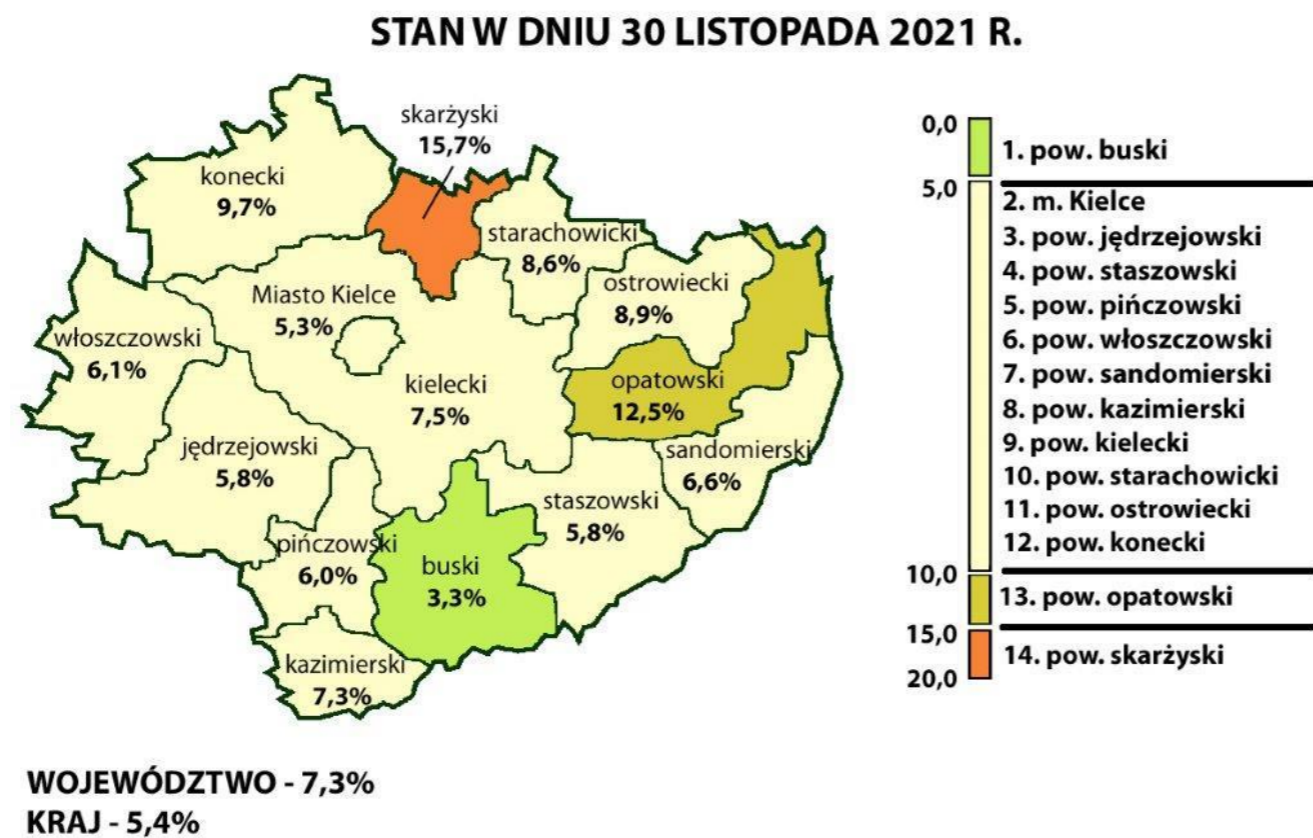 STAN W DNIU 30 LISTOPADA 2021 R.
skarżyski
15,7%
konecki
9,7%
starachowicki
8,6%
ostrowiecki
8,9%
Miasto Kielce
5,3%
włoszczowski
6,1%
kielecki
7,5%
opatowski
12,5%
jędrzejowski
5,8%
sandomierski
6,6%
staszowski
5,8%
pińczowski
6,0%
buski
3,3%
kazimierski
7,3%
0,0
1. pow. buski
5,0
2. m. Kielce
3. pow. jędrzejowski
4. pow. staszowski
5. pow. pińczowski
6. pow. włoszczowski
7. pow. sandomierski
8. pow. kazimierski
9. pow. kielecki
10. pow. starachowicki
11. pow. ostrowiecki
12. pow. konecki
10,0
13. pow. opatowski
15,0
14. pow. skarżyski
20,0
WOJEWÓDZTWO - 7,3%
KRAJ - 5,4%